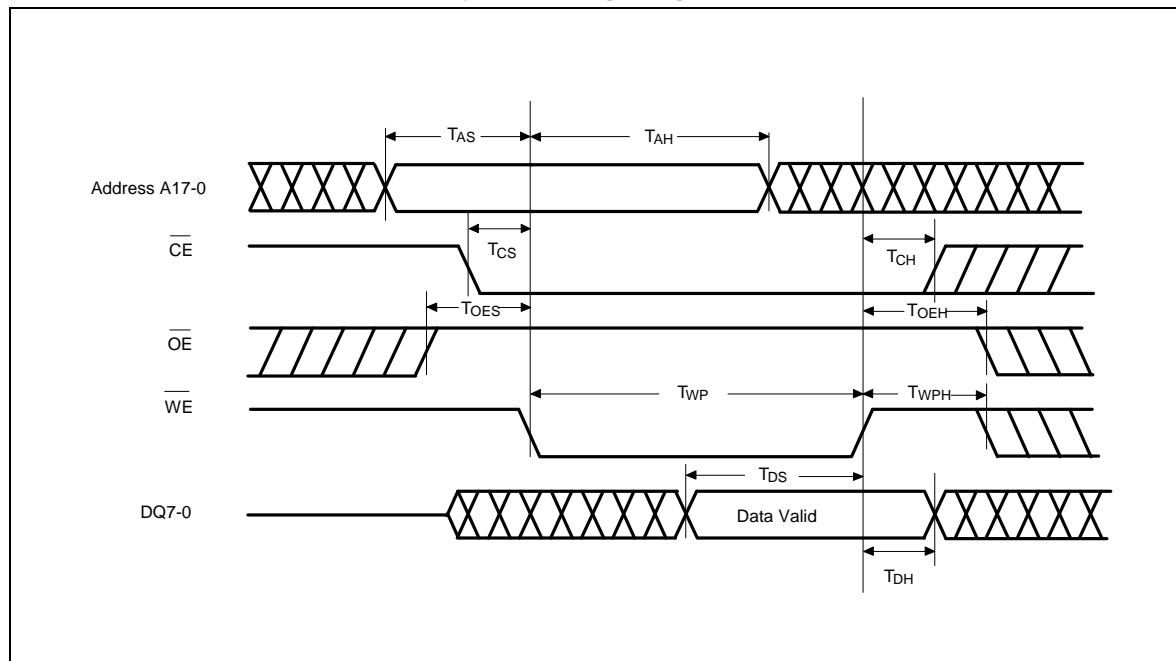 TAS
TAH
Address A17-0
TCS
TCH
CE
TOES
TOEH
OE
TWP
TWPH
WE
TDS
DQ7-0
Data Valid
TDH